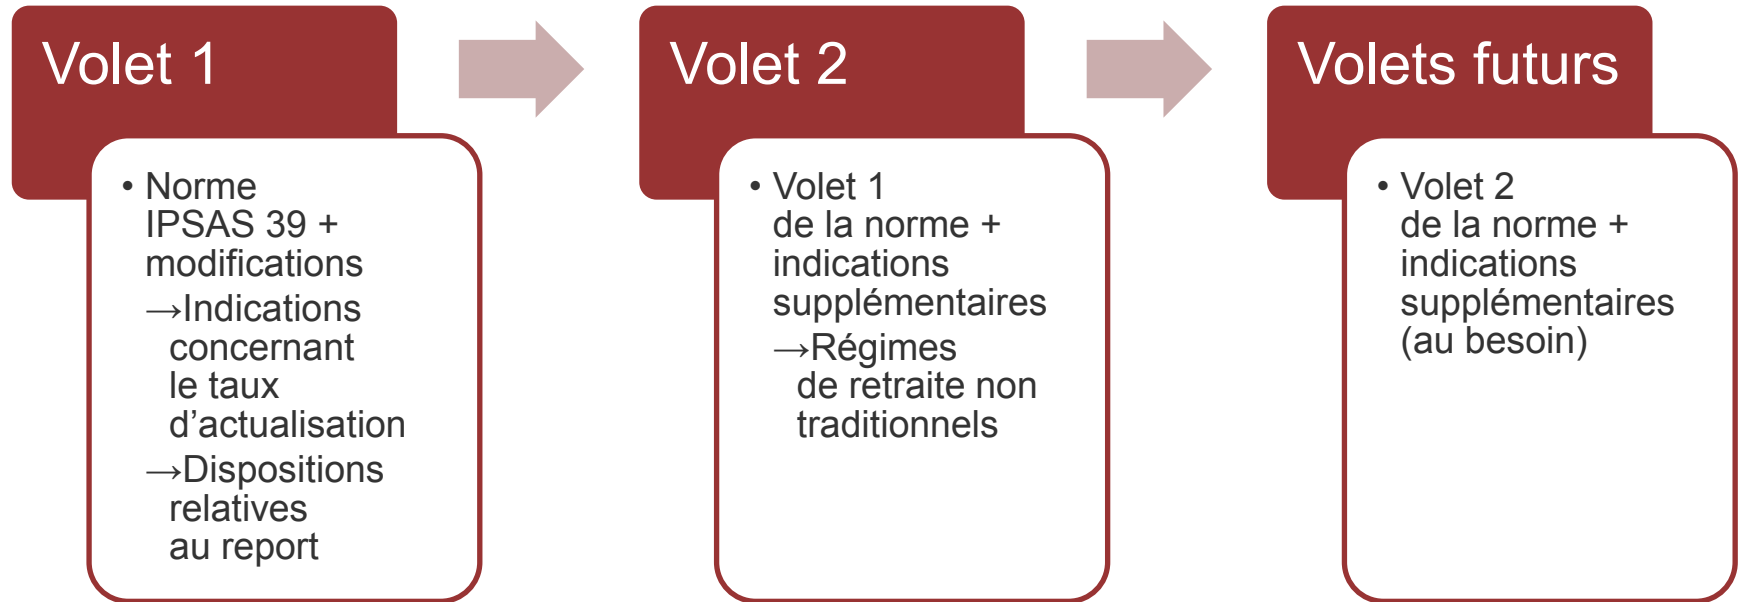 Volet 1
• Norme
IPSAS 39 +
modifications
→Indications
concernant
le taux
d’actualisation
→Dispositions
relatives
au report
Volet 2
• Volet 1
de la norme +
indications
supplémentaires
→Régimes
de retraite non
traditionnels
Volets futurs
• Volet 2
de la norme +
indications
supplémentaires
(au besoin)